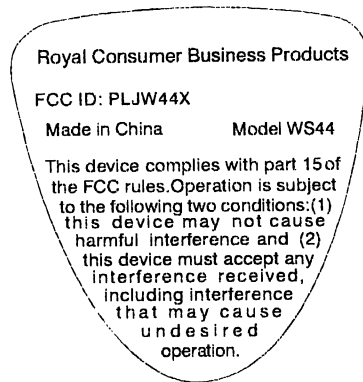 Royal Consumer Business Products
FCC ID: PLJW44X
Made in China Model WS44
This device complies with part 15 of
the FCC rules.Operation is subject
to the following two conditions:(1)
this device may not cause
harmful interference and (2)
this device must accept any
interference received,
including interference
that may cause
undesired
operation.